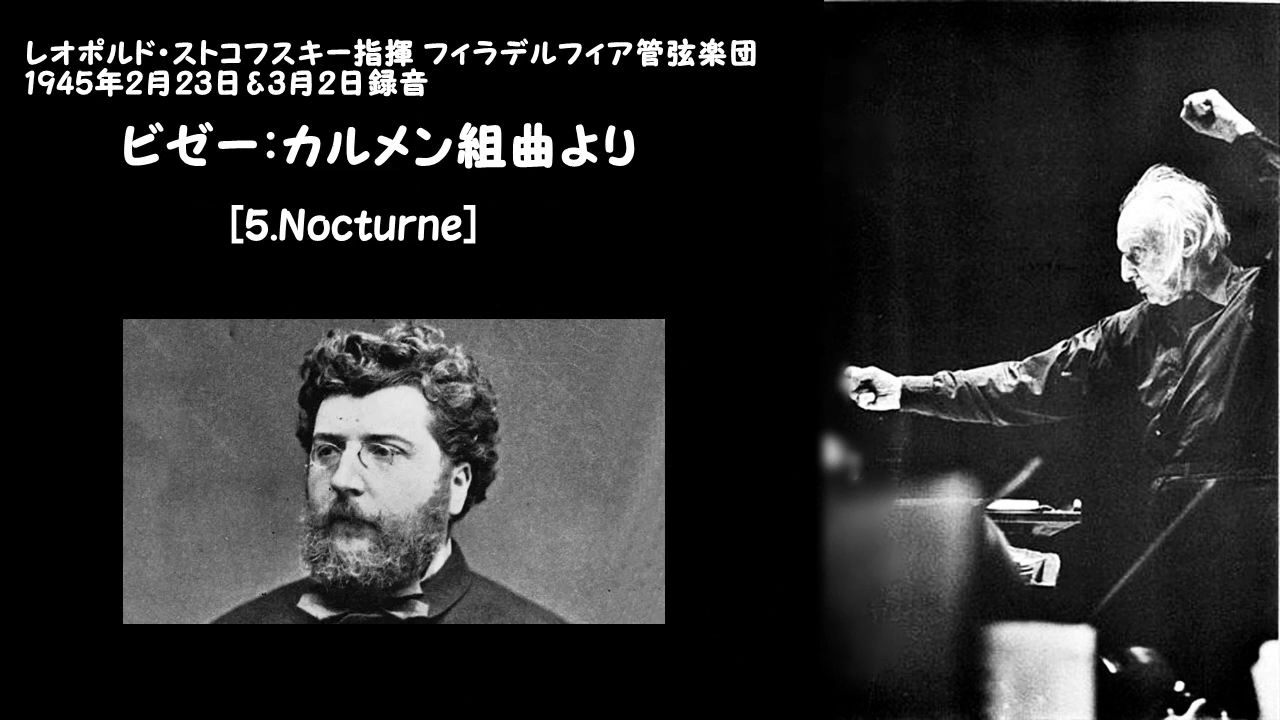 レオポルド・ストコフスキー指揮 フィラデルフィア管弦楽団
1945年2月23日&3月2日録音
ビゼー：カルメン組曲より
[5.Nocturne]